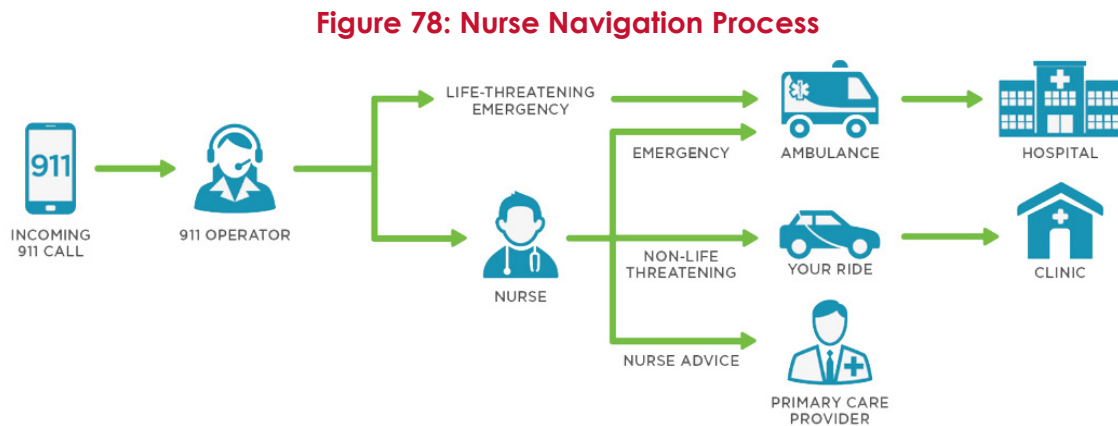 Figure 78: Nurse Navigation Process
911
INCOMING
911 CALL
911 OPERATOR
LIFE-THREATENING
EMERGENCY
NURSE
EMERGENCY
AMBULANCE
HOSPITAL
NON-LIFE
THREATENING
YOUR RIDE
CLINIC
NURSE ADVICE
PRIMARY CARE
PROVIDER